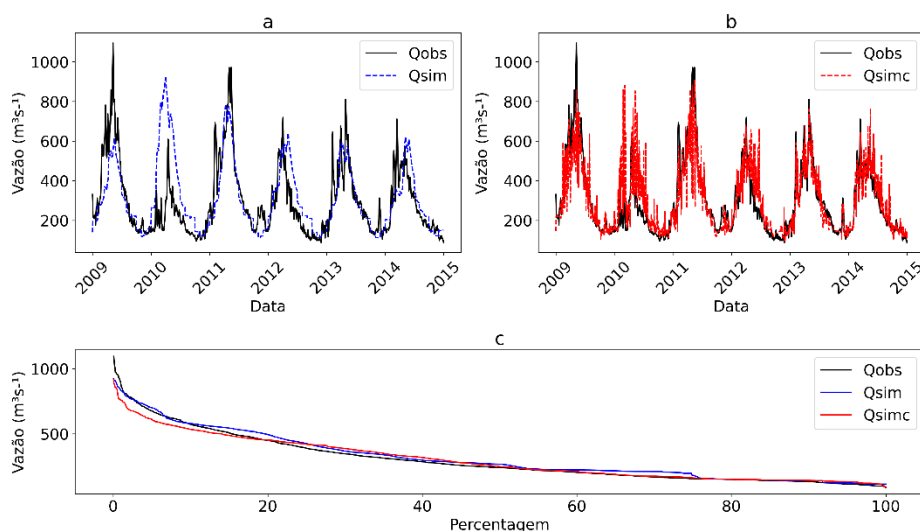 a
Vazão (m³s-¹)
1000
800
600
400
200
Qobs
Qsim
2009
2010
2011
2012
2013
2014
2015
Data
b
Vazão (m³s-¹)
1000
800
600
400
200
Qobs
Qsimc
2009
2010
2011
2012
2013
2014
2015
Data
c
Vazão (m³s-¹)
1000
500
Qobs
Qsim
Qsimc
0
20
40
60
80
100
Percentagem